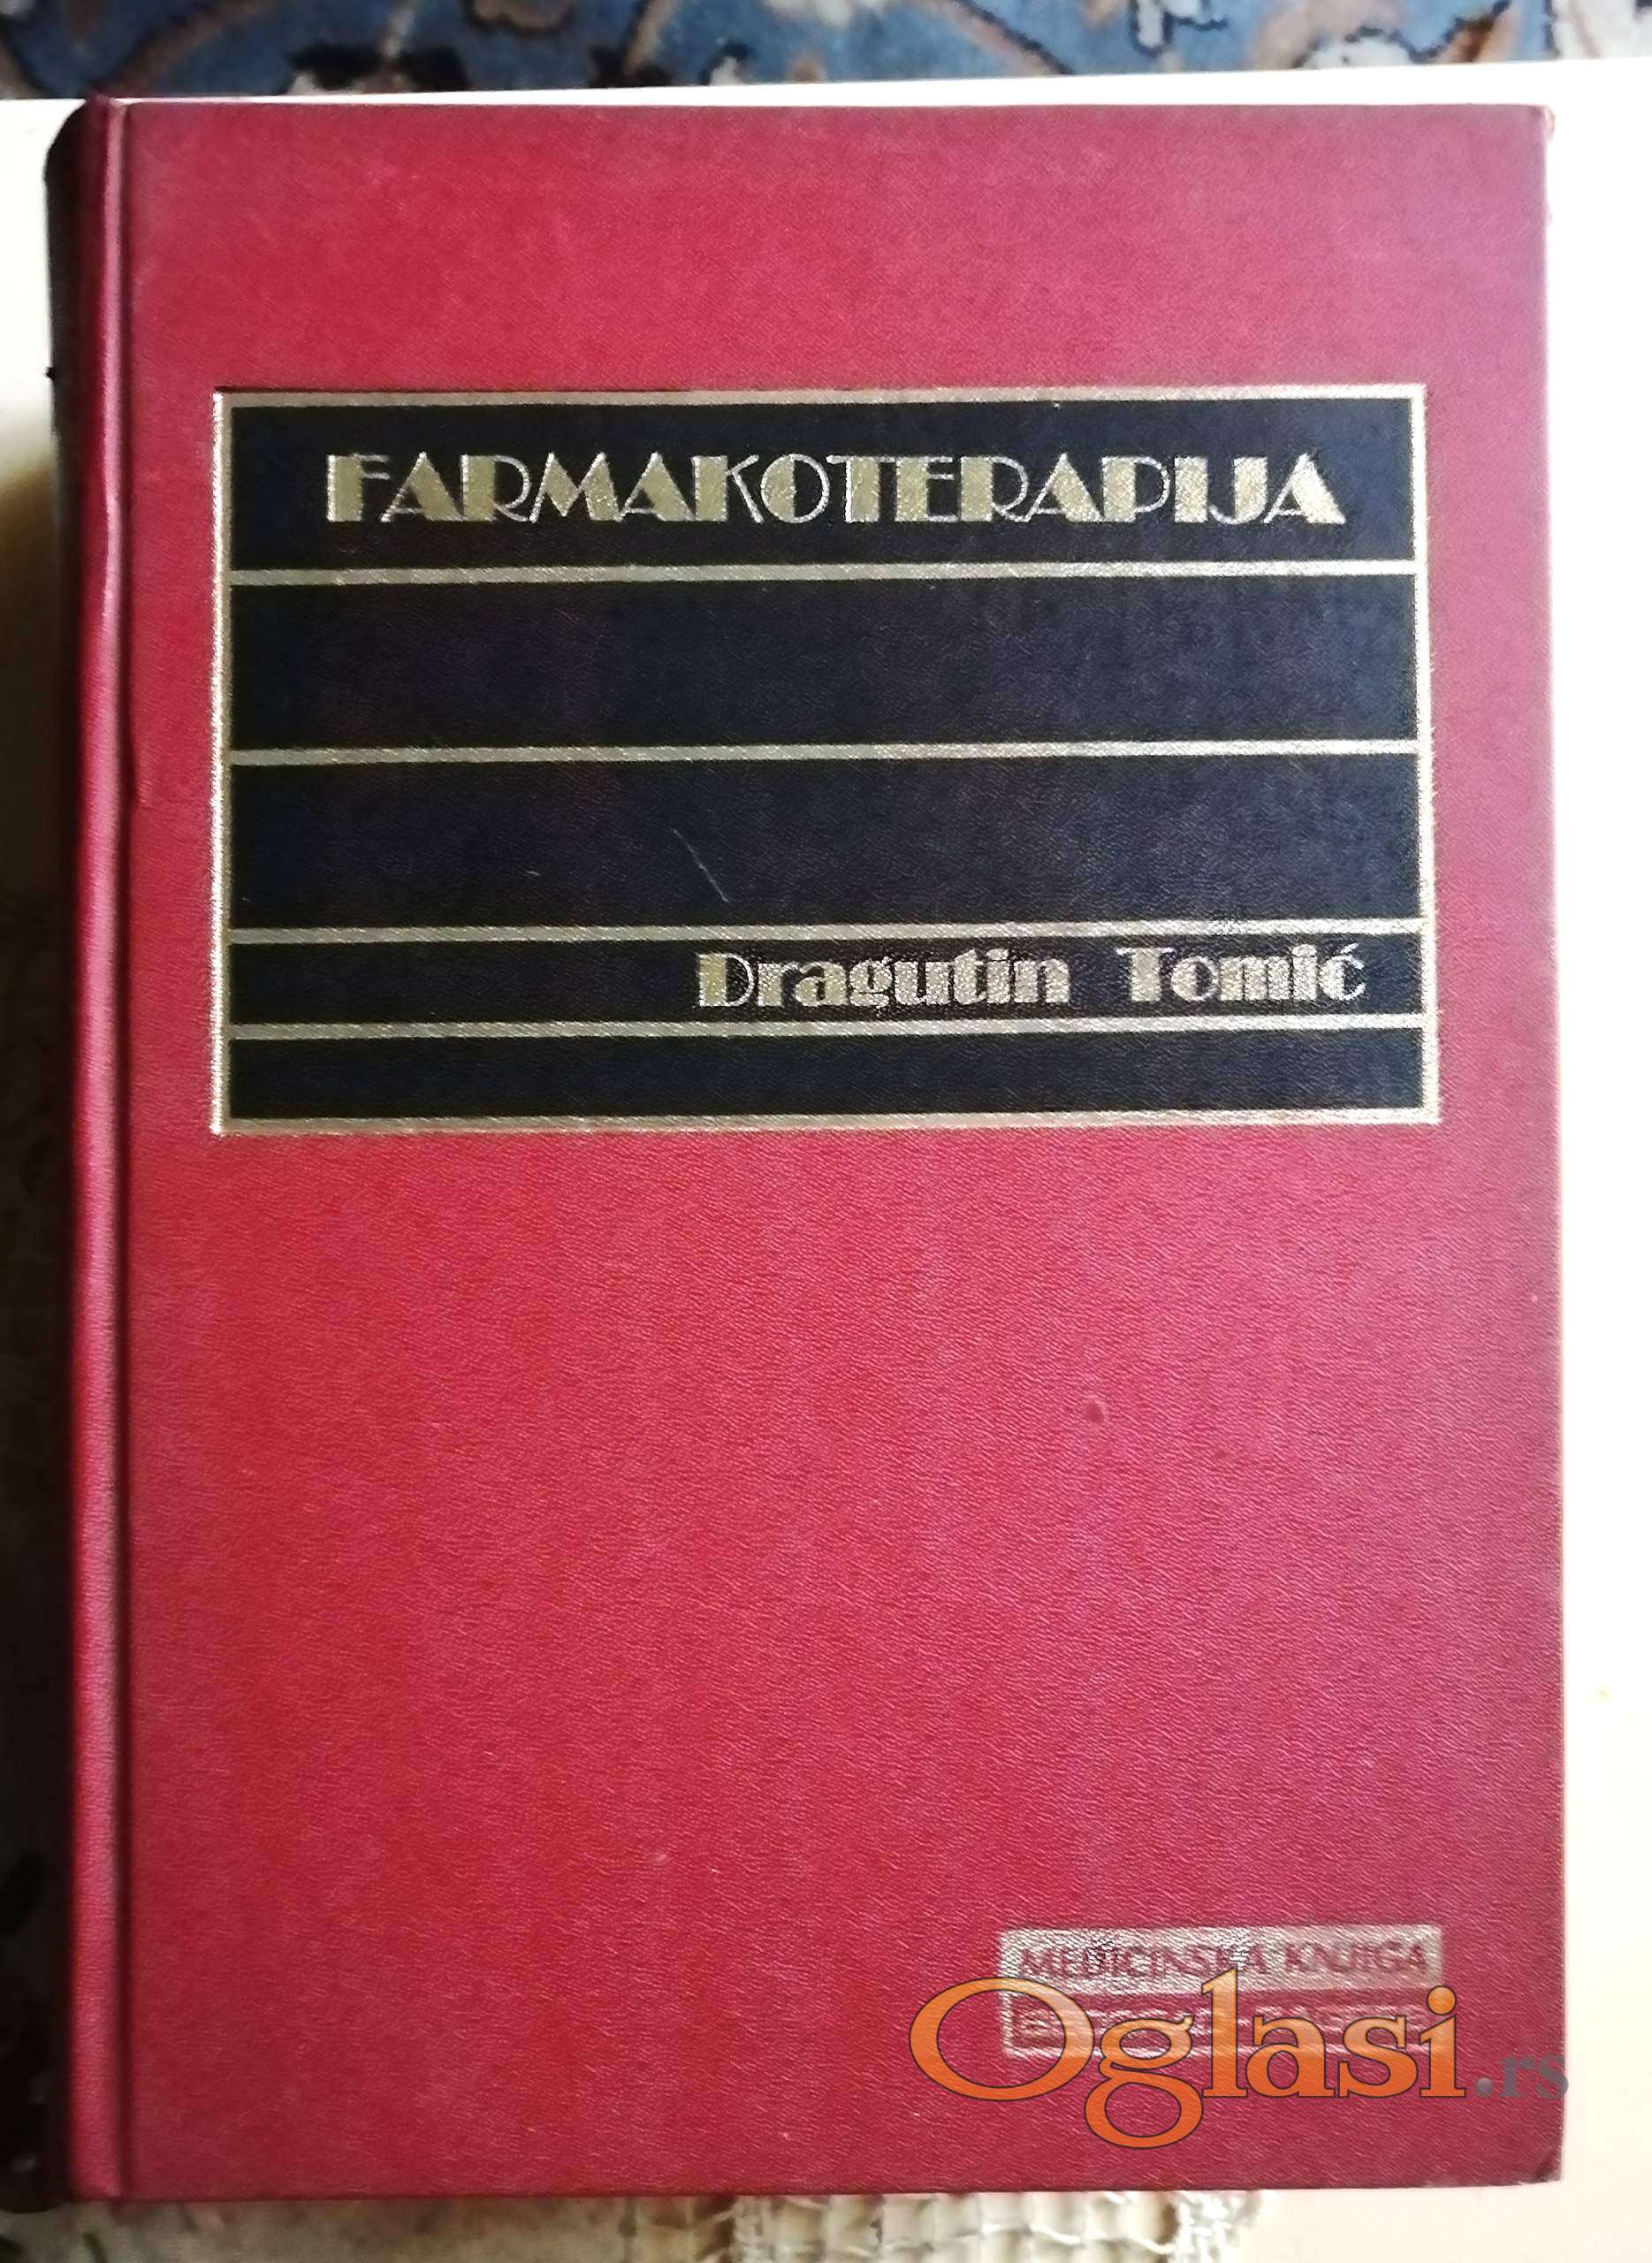 FARMAKOTERAPIJA
Dragutin Tomić
MEDICINSKA KNJIGA
Oglasi.rs